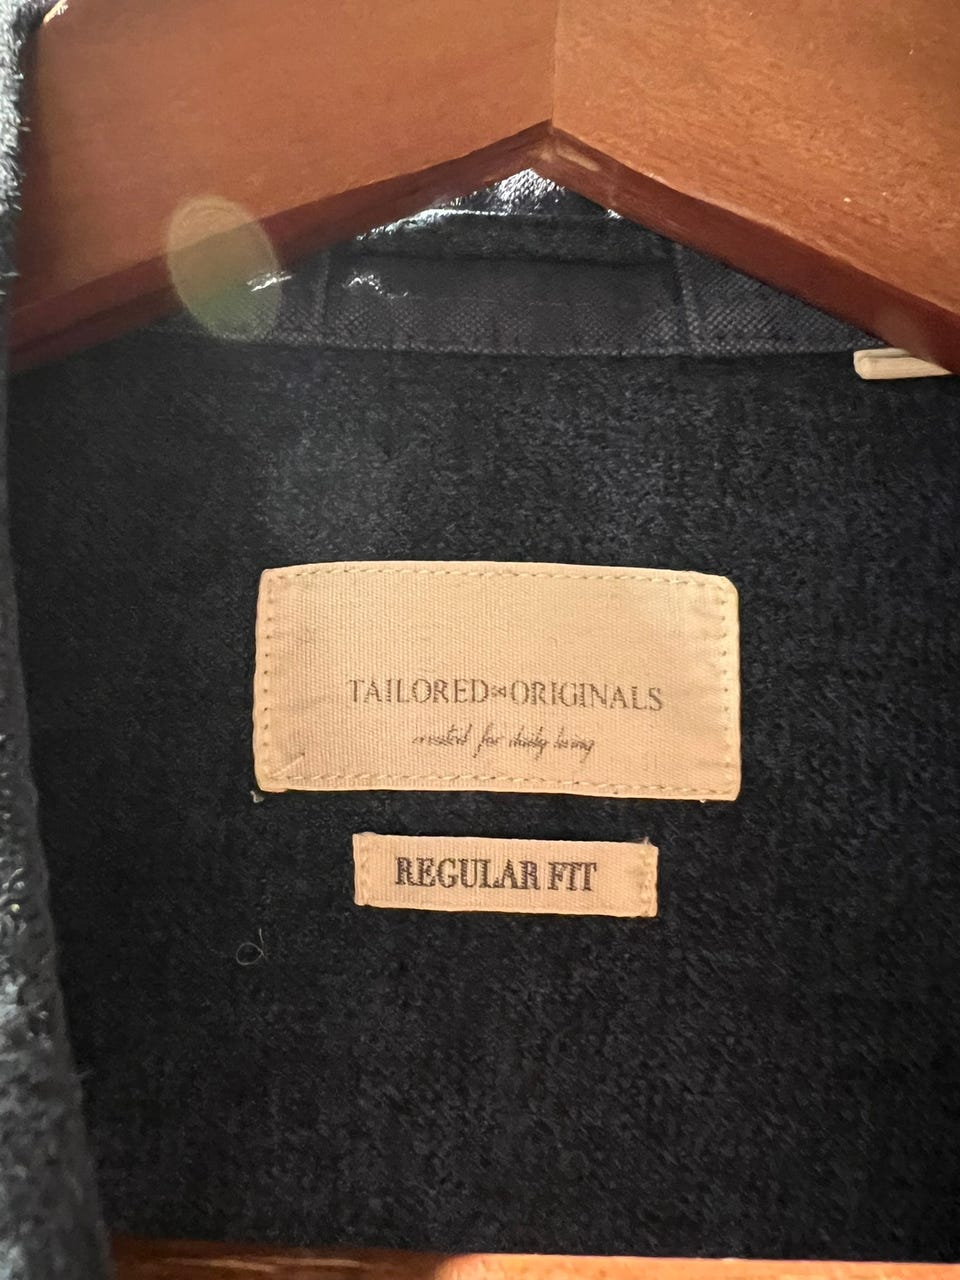 TAILORED ORIGINALS
created for daily living
REGULAR FIT